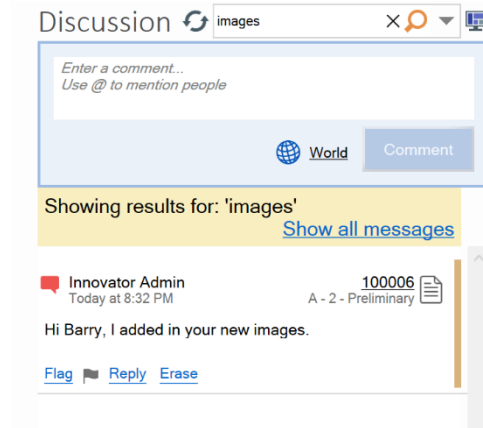 Discussion images
Enter a comment...
Use @ to mention people
World Comment
Showing results for: 'images'
Show all messages
Innovator Admin 100006
Today at 8:32 PM A - 2 - Preliminary
Hi Barry, I added in your new images.
Flag Reply Erase